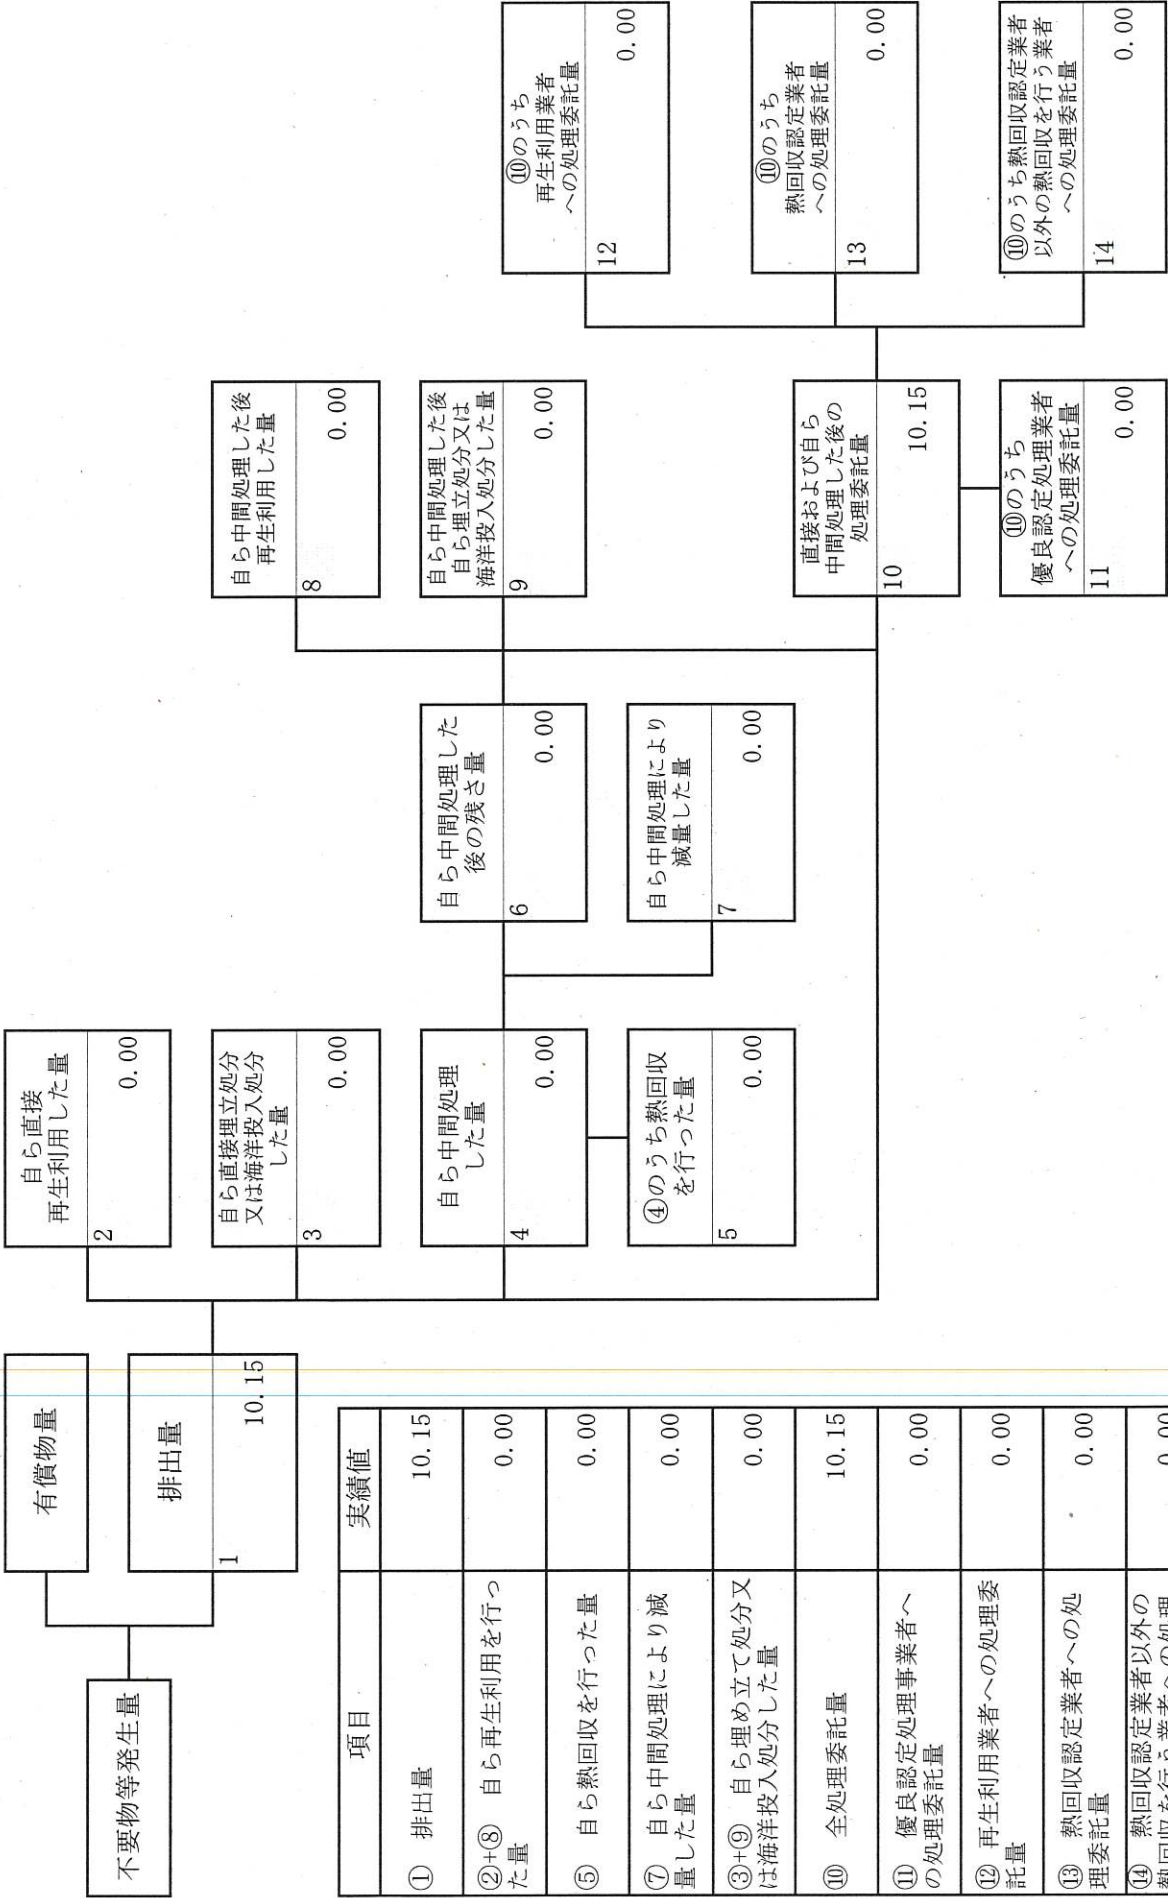 不要物等発生量
有償物量
排出量
1
10.15
自ら直接
再生利用した量
2
0.00
自ら直接埋立処分
又は海洋投入処分
した量
3
0.00
自ら中間処理
した量
4
0.00
④のうち熱回収
を行った量
5
0.00
自ら中間処理した
後の残さ量
6
0.00
自ら中間処理により
減量した量
7
0.00
自ら中間処理した後
再生利用した量
8
0.00
自ら中間処理した後
自ら埋立処分又は
海洋投入処分した量
9
0.00
直接および自ら
中間処理した後の
処理委託量
10
10.15
⑩のうち
優良認定処理業者
への処理委託量
11
0.00
⑩のうち
再生利用業者
への処理委託量
12
0.00
⑩のうち
熱回収認定業者
への処理委託量
13
0.00
⑩のうち熱回収認定業者
以外の熱回収を行う業者
への処理委託量
14
0.00
項目 実績値
① 排出量 10.15
②+⑧ 自ら再生利用を行っ
た量 0.00
⑤ 自ら熱回収を行った量 0.00
⑦ 自ら中間処理により減
量した量 0.00
③+⑨ 自ら埋め立て処分又
は海洋投入処分した量 0.00
⑩ 全処理委託量 10.15
⑪ 優良認定処理事業者へ
の処理委託量 0.00
⑫ 再生利用業者への処理委
託量 0.00
⑬ 熱回収認定業者への処
理委託量 0.00
⑭ 熱回収認定業者以外の
熱回収を行う業者への処理 0.00